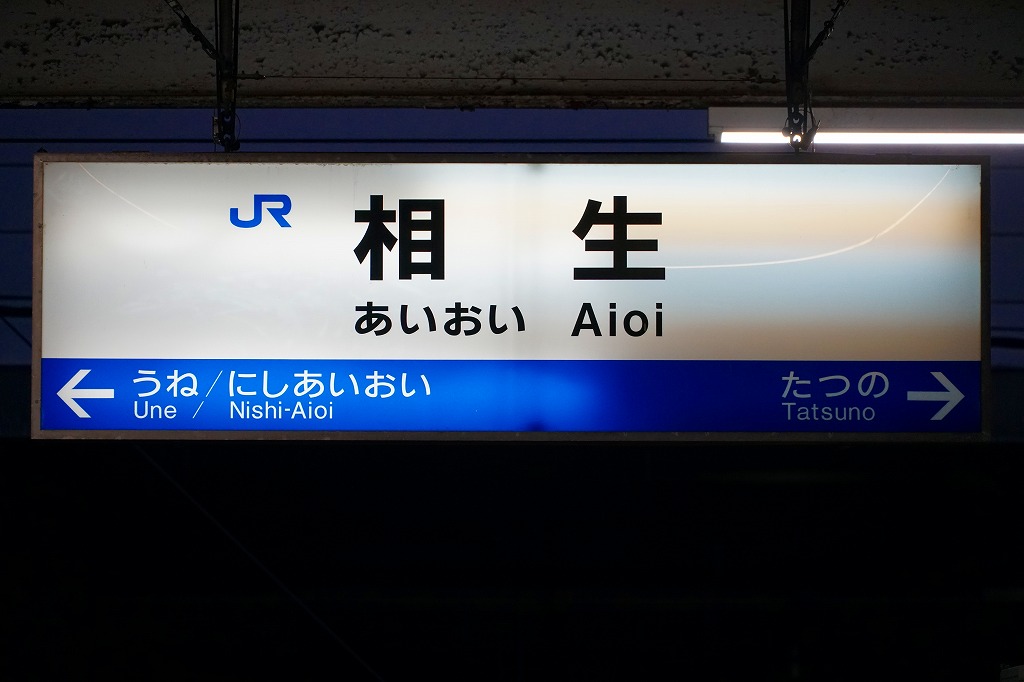 JR 相生
あいおい Aioi
← うね/にしあいおい たつの →
Une / Nishi-Aioi Tatsuno